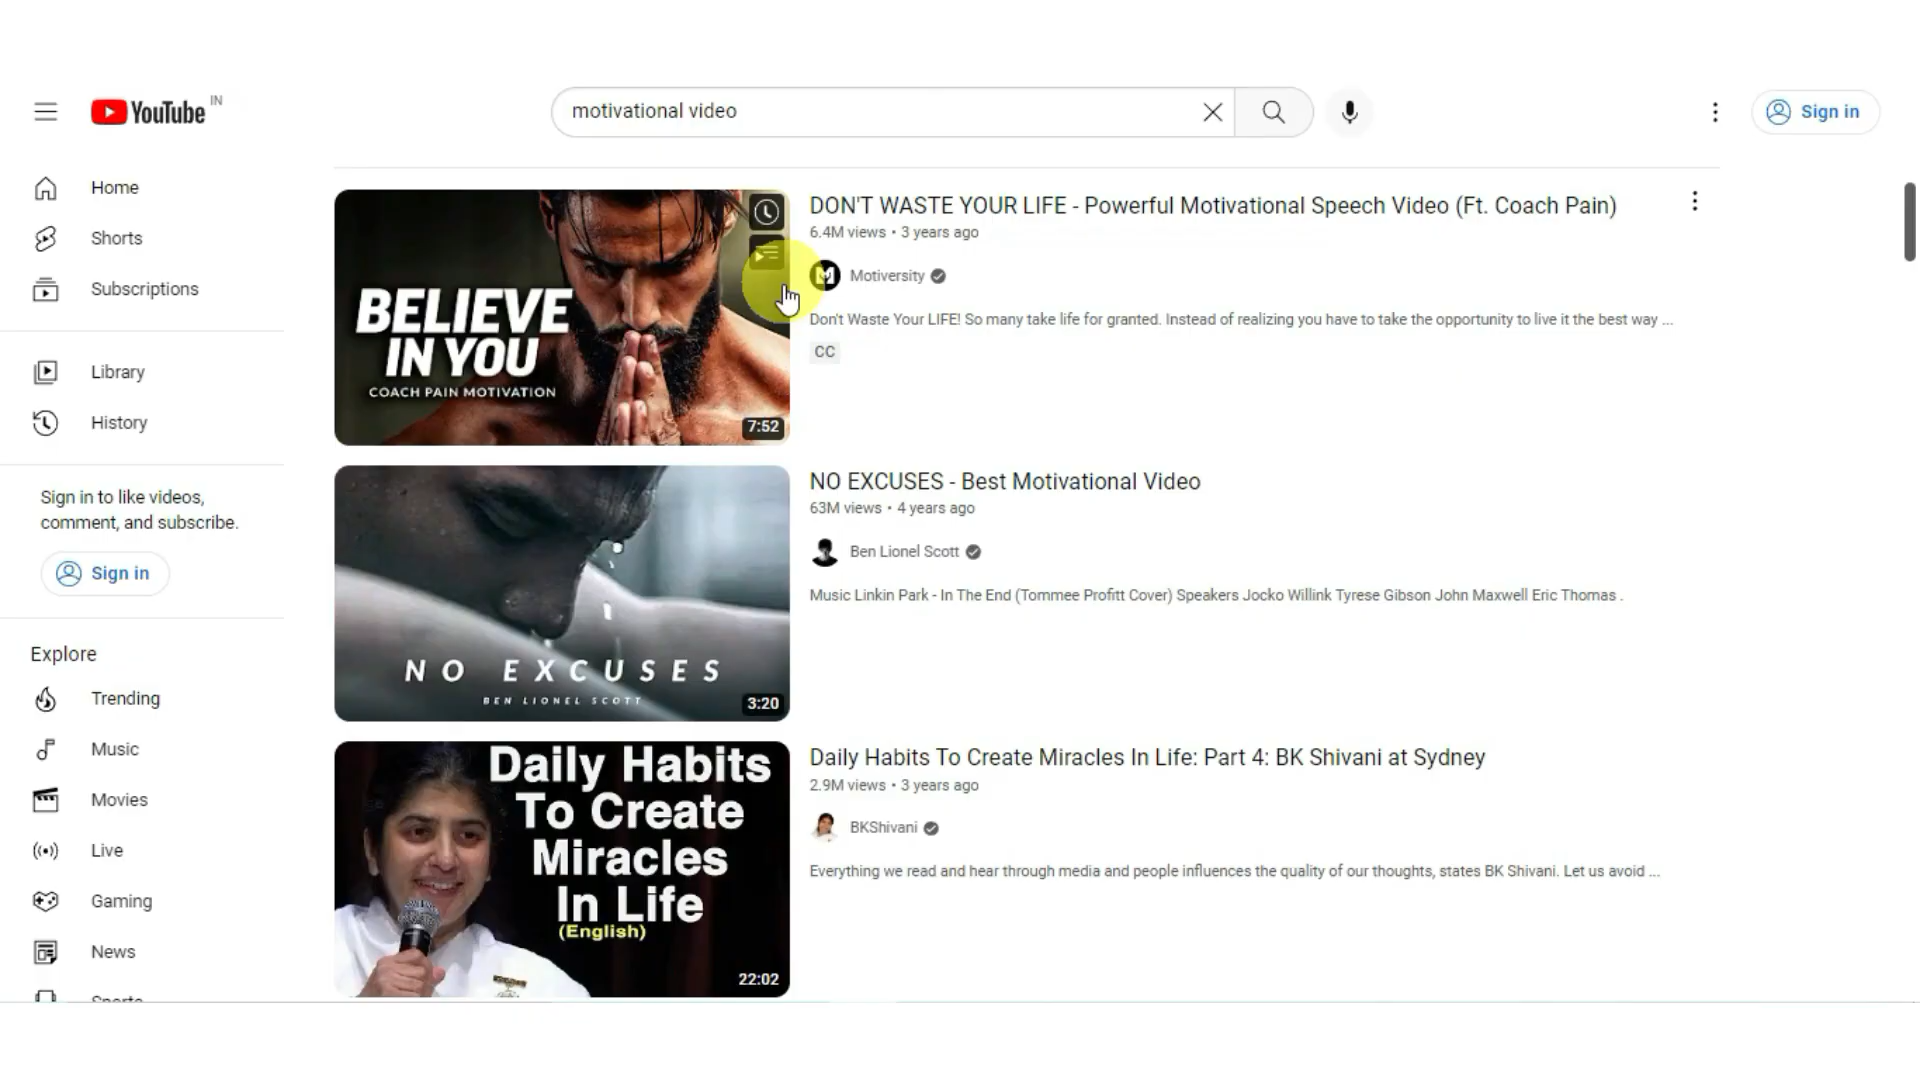 YouTube IN
motivational video
Sign in
Home
Shorts
Subscriptions
Library
History
Sign in to like videos,
comment, and subscribe.
Sign in
Explore
Trending
Music
Movies
Live
Gaming
News
Sports
BELIEVE
IN YOU
COACH PAIN MOTIVATION
7:52
DON'T WASTE YOUR LIFE - Powerful Motivational Speech Video (Ft. Coach Pain)
6.4M views • 3 years ago
M Motiversity
Don't Waste Your LIFE! So many take life for granted. Instead of realizing you have to take the opportunity to live it the best way ...
CC
NO EXCUSES
BEN LIONEL SCOTT
3:20
NO EXCUSES - Best Motivational Video
63M views • 4 years ago
Ben Lionel Scott
Music Linkin Park - In The End (Tommee Profitt Cover) Speakers Jocko Willink Tyrese Gibson John Maxwell Eric Thomas .
Daily Habits
To Create
Miracles
In Life
(English)
22:02
Daily Habits To Create Miracles In Life: Part 4: BK Shivani at Sydney
2.9M views • 3 years ago
BKShivani
Everything we read and hear through media and people influences the quality of our thoughts, states BK Shivani. Let us avoid ...